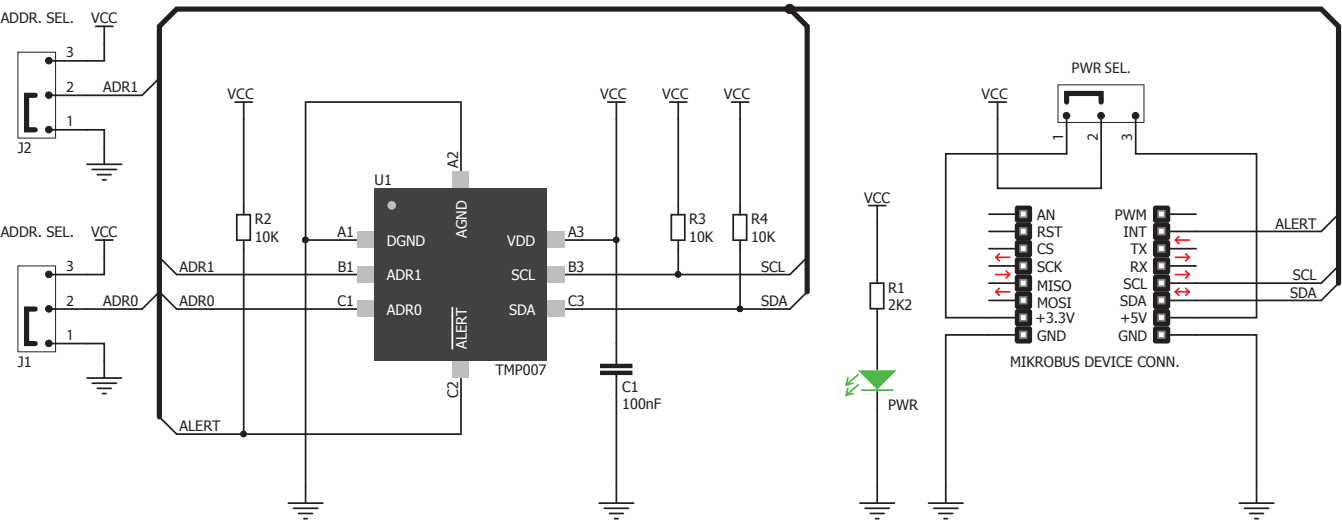 ADDR. SEL.
VCC
3
2
ADR1
1
J2
ADDR. SEL.
VCC
3
2
ADR0
1
J1
VCC
R2
10K
ADR1
ADR0
ALERT
U1
A2
AGND
A1
DGND
B1
ADR1
C1
ADR0
ALERT
C2
VDD
A3
SCL
B3
SDA
C3
TMP007
VCC
VCC
VCC
R3
10K
R4
10K
SCL
SDA
C1
100nF
VCC
R1
2K2
PWR
PWR SEL.
VCC
1
2
3
AN
RST
CS
SCK
MISO
MOSI
+3.3V
GND
PWM
INT
TX
RX
SCL
SDA
+5V
GND
ALERT
SCL
SDA
MIKROBUS DEVICE CONN.